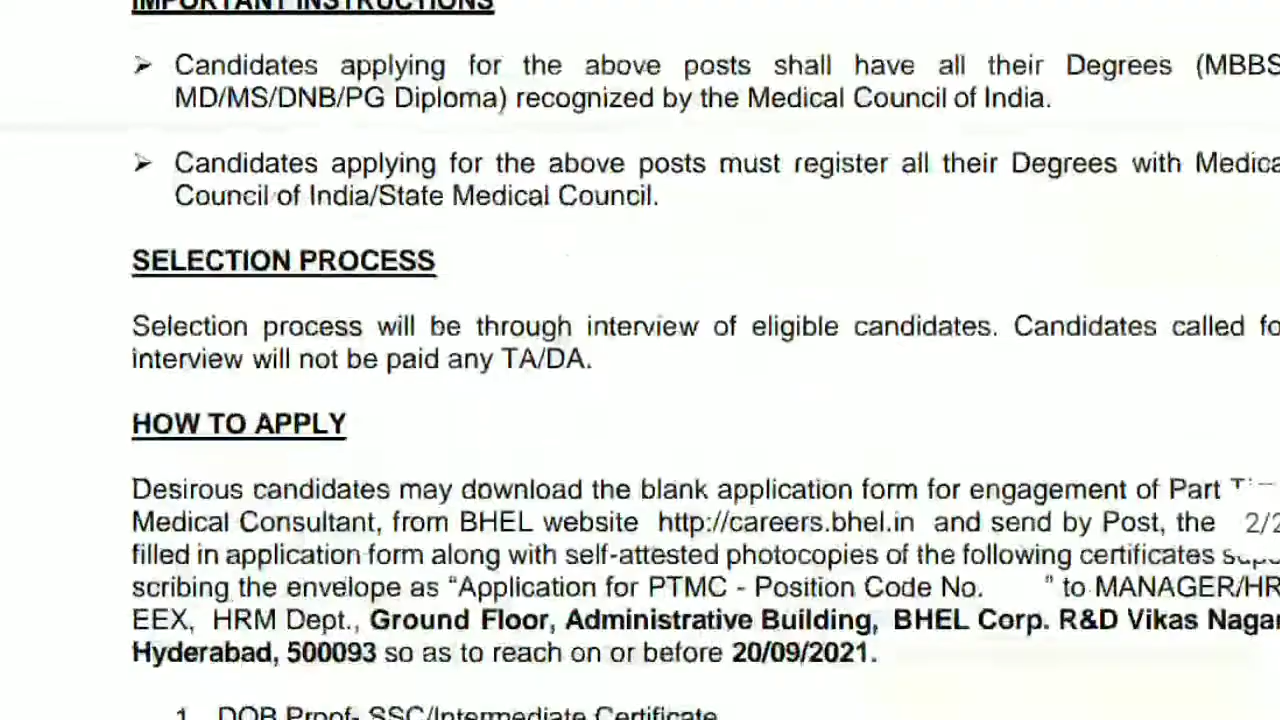 IMPORTANT INSTRUCTIONS
➢ Candidates applying for the above posts shall have all their Degrees (MBBS
MD/MS/DNB/PG Diploma) recognized by the Medical Council of India.
➢ Candidates applying for the above posts must register all their Degrees with Medica
Council of India/State Medical Council.
SELECTION PROCESS
Selection process will be through interview of eligible candidates. Candidates called fo
interview will not be paid any TA/DA.
HOW TO APPLY
Desirous candidates may download the blank application form for engagement of Part
Medical Consultant, from BHEL website http://careers.bhel.in and send by Post, the 2/2
filled in application form along with self-attested photocopies of the following certificates
scribing the envelope as “Application for PTMC - Position Code No. ” to MANAGER/HR
EEX, HRM Dept., Ground Floor, Administrative Building, BHEL Corp. R&D Vikas Nagar
Hyderabad, 500093 so as to reach on or before 20/09/2021.
1. DOB Proof- SSC/Intermediate Certificate